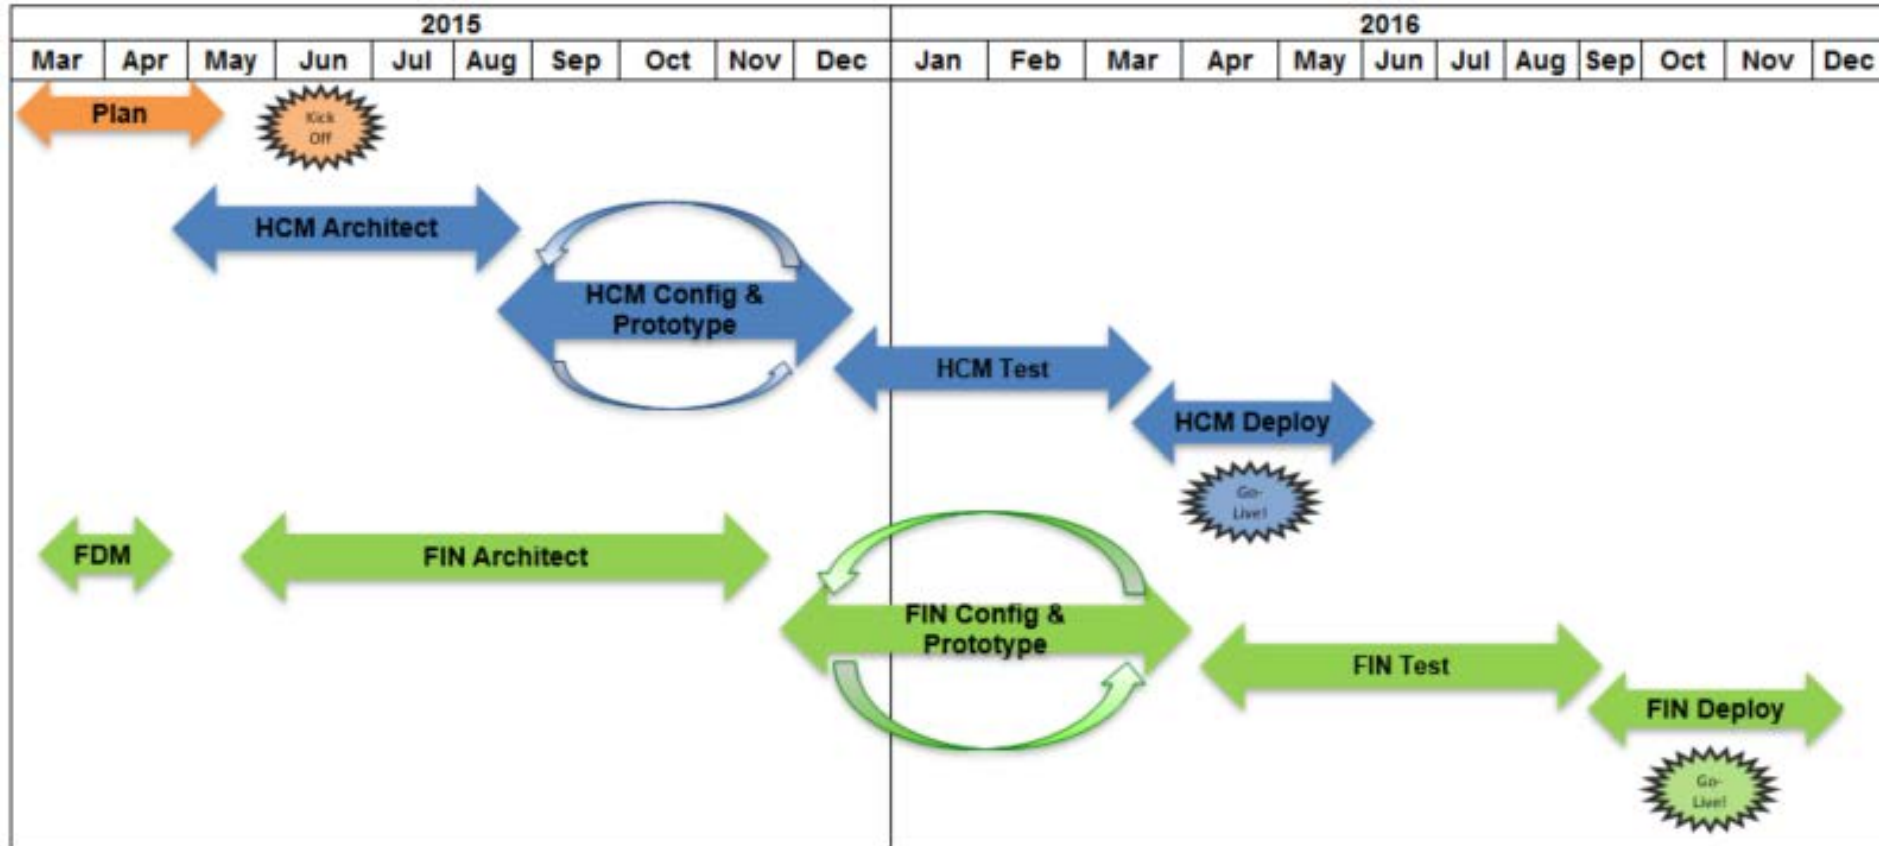 2015 2016
Mar Apr May Jun Jul Aug Sep Oct Nov Dec Jan Feb Mar Apr May Jun Jul Aug Sep Oct Nov Dec
Plan
Kick
Off
HCM Architect
HCM Config &
Prototype
HCM Test
HCM Deploy
Go-
Live!
FDM
FIN Architect
FIN Config &
Prototype
FIN Test
FIN Deploy
Go-
Live!